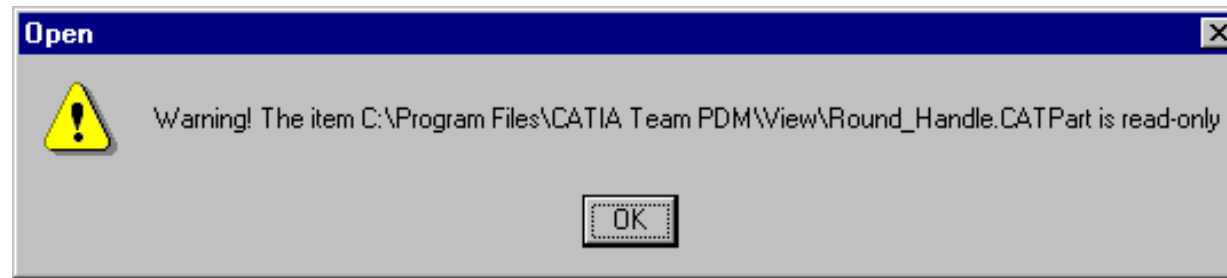 Open
Warning! The item C:\Program Files\CATIA Team PDM\View\Round_Handle.CATPart is read-only
OK